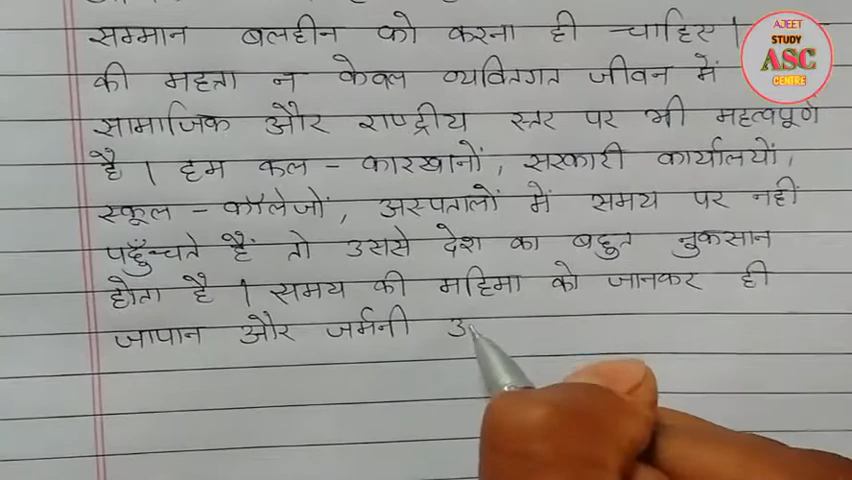 सम्मान बलहीन को करना ही चाहिए।
की महत्ता न केवल व्यक्तिगत जीवन में
सामाजिक और राष्ट्रीय स्तर पर भी महत्वपूर्ण
है। हम कल - कारखानों, सरकारी कार्यालयों,
स्कूल - कॉलेजों, अस्पतालों में समय पर नहीं
पहुँचते हैं तो उससे देश का बहुत नुकसान
होता है। समय की महिमा को जानकर ही
जापान और जर्मनी
AJEET
STUDY
ASC
CENTRE